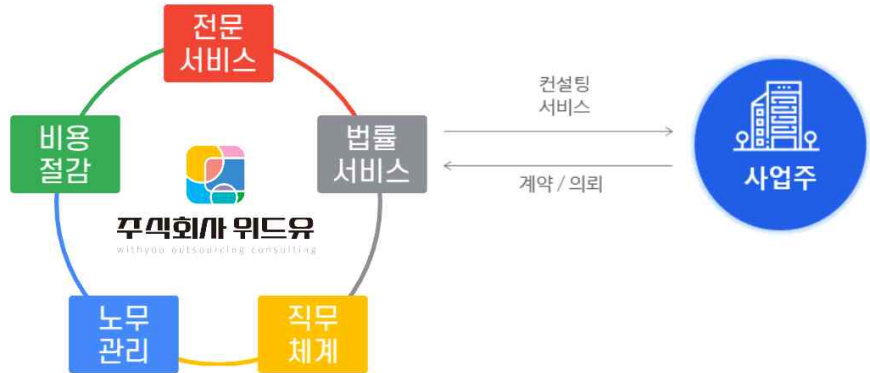 전문
서비스
비용
절감
법률
서비스
주식회사 위드유
withyou outsourcing consulting
노무
관리
직무
체계
컨설팅
서비스
계약 / 의뢰
사업주